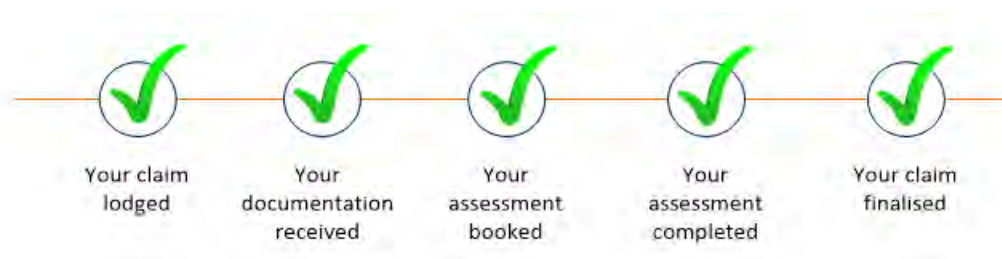 Your claim
lodged
Your
documentation
received
Your
assessment
booked
Your
assessment
completed
Your claim
finalised